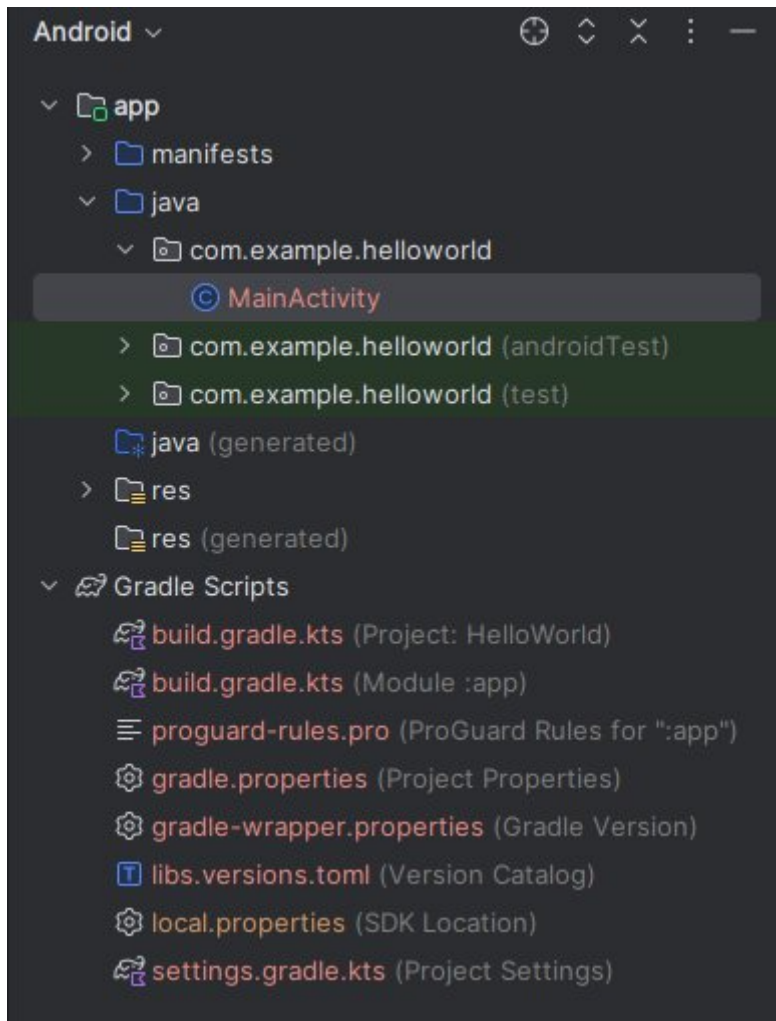 Android
app
manifests
java
com.example.helloworld
MainActivity
com.example.helloworld (androidTest)
com.example.helloworld (test)
java (generated)
res
res (generated)
Gradle Scripts
build.gradle.kts (Project: HelloWorld)
build.gradle.kts (Module :app)
proguard-rules.pro (ProGuard Rules for ":app")
gradle.properties (Project Properties)
gradle-wrapper.properties (Gradle Version)
libs.versions.toml (Version Catalog)
local.properties (SDK Location)
settings.gradle.kts (Project Settings)